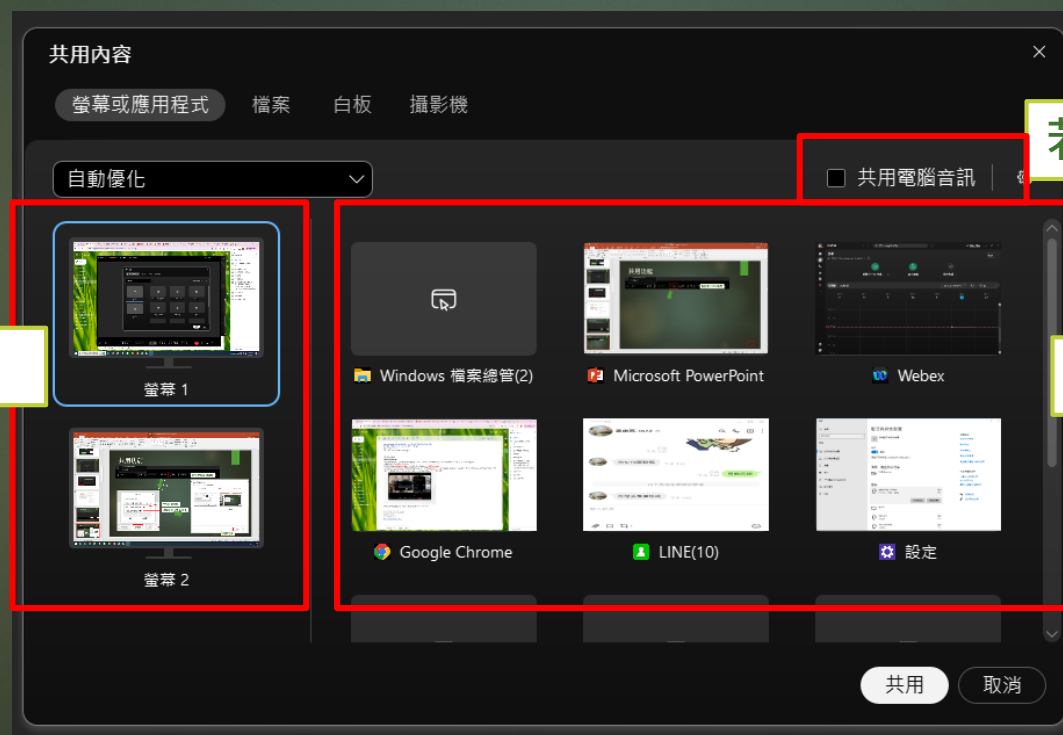 共用內容
螢幕或應用程式 檔案 白板 攝影機
自動優化
共用電腦音訊
螢幕 1
螢幕 2
Windows 檔案總管(2)
Microsoft PowerPoint
Webex
Google Chrome
LINE(10)
設定
共用 取消